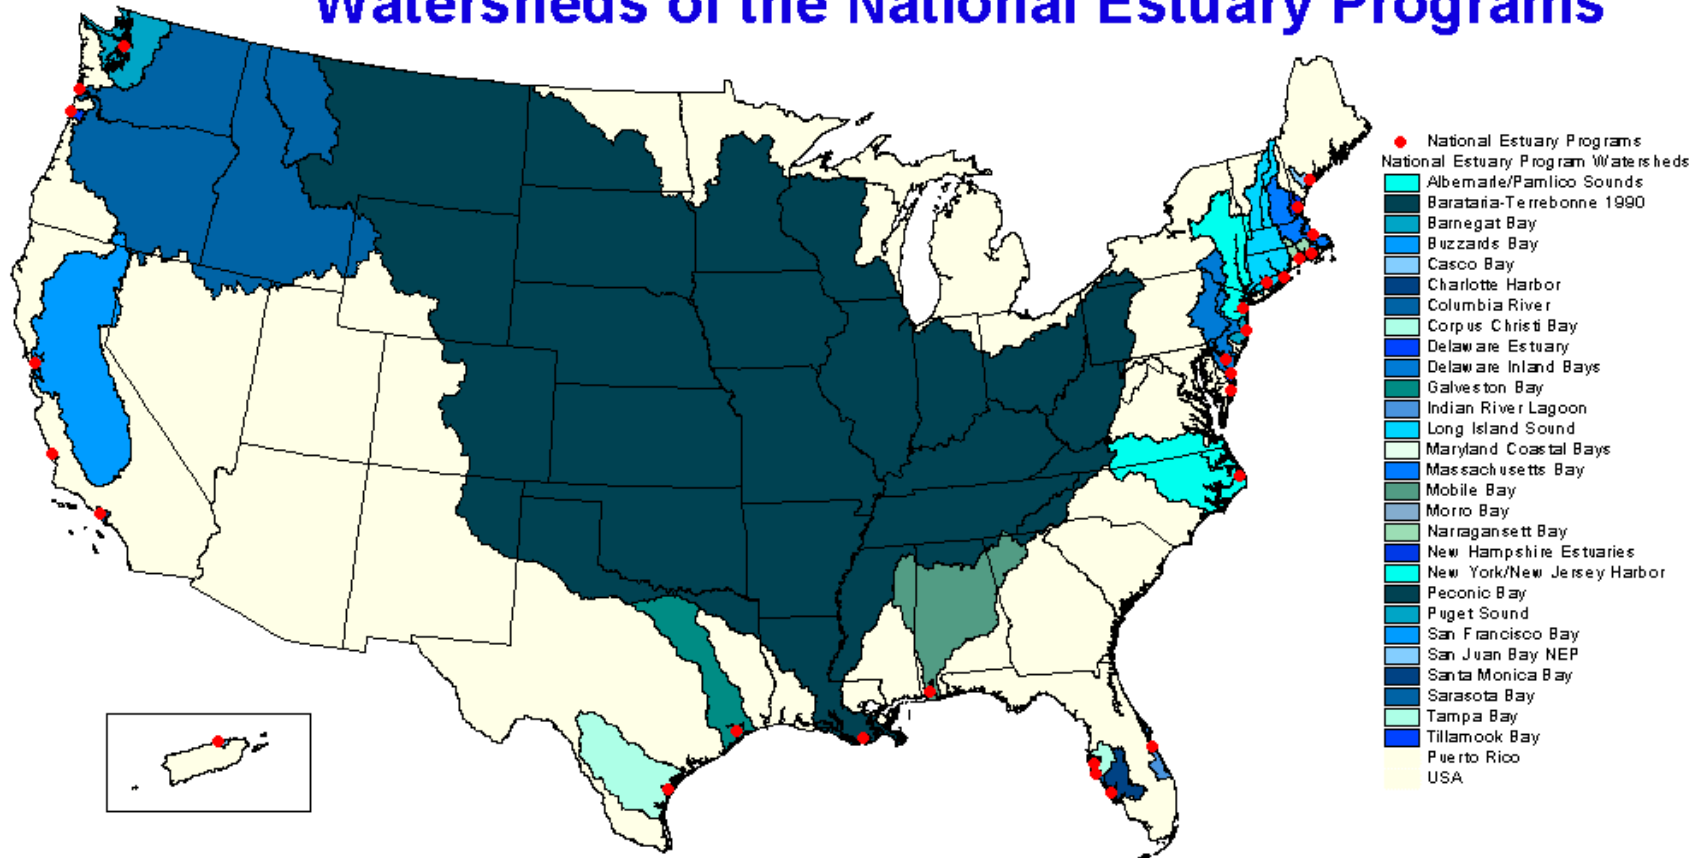 Watersheds of the National Estuary Programs
National Estuary Programs
National Estuary Program Watersheds
Albemarle/Pamlico Sounds
Barataria-Terrebonne 1990
Barnegat Bay
Buzzards Bay
Casco Bay
Charlotte Harbor
Columbia River
Corpus Christi Bay
Delaware Estuary
Delaware Inland Bays
Galveston Bay
Indian River Lagoon
Long Island Sound
Maryland Coastal Bays
Massachusetts Bay
Mobile Bay
Morro Bay
Narragansett Bay
New Hampshire Estuaries
New York/New Jersey Harbor
Peconic Bay
Puget Sound
San Francisco Bay
San Juan Bay NEP
Santa Monica Bay
Sarasota Bay
Tampa Bay
Tillamook Bay
Puerto Rico
USA